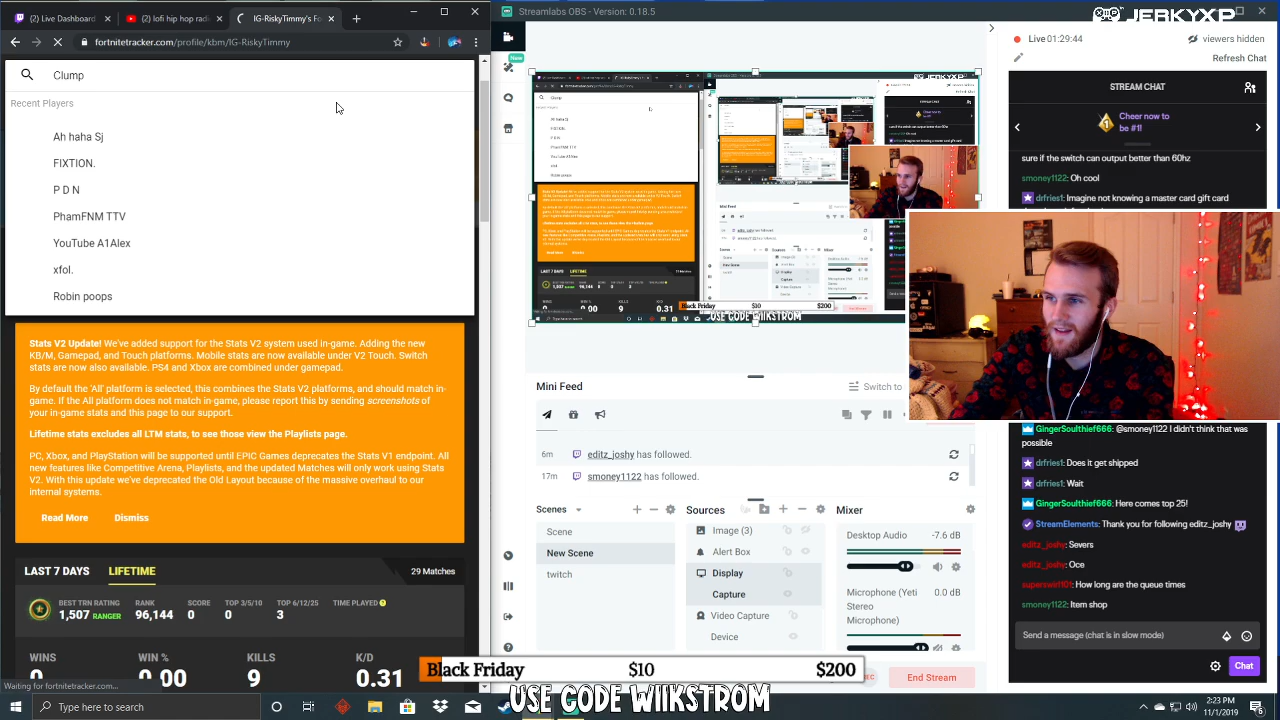 Streamlabs OBS - Version : 0.18.5
JERKYXP
fortnitetracker.com/profile/kbm/IG-RiskyTimmy
Clump
Recent Players
Ah haha Sj
PhamFNM TTV
YouTube A1Alex
xfol
Robin poops
Stats V2 Update! We've added support for the Stats V2 system used in-game. Adding the new
KB/M, Gamepad, and Touch platforms. Mobile stats are now available under V2 Touch. Switch
stats are now also available. PS4 and Xbox are combined under gamepad.
By default the 'All' platform is selected, this combines the Stats V2 platforms, and should match in-
game. If the All platform does not match in-game, please report this by sending screenshots of
your in-game stats and this page to our support.
Lifetime stats excludes all LTM stats, to see those view the Playlists page.
PC, Xbox, and PlayStation will be supported until EPIC Games deprecates the Stats V1 endpoint. All
new features like Competitive Arena, Playlists, and the updated Matches will only work using Stats
V2. With this update we've deprecated the Old Layout because of the massive overhaul to our
internal systems.
Read More Dismiss
LAST 7 DAYS LIFETIME 29 Matches
BEST TRN RATING RANK SCORE TOP 3/5/10 TOP 6/12/25 TIME PLAYED
1,507 RANGER 96,144 0 0 3
WINS WIN % KILLS K/D
0.31
Waiting for fortnitetracker.com...
Type here to search
Mini Feed
Switch to
6m editz_joshy has followed.
17m smoney1122 has followed.
Scenes
Scene
New Scene
twitch
Sources
Image (3)
Alert Box
Display
Capture
Video Capture
Device
Mixer
Desktop Audio -7.6 dB
Microphone (Yeti 0.0 dB
Stereo
Microphone)
Black Friday $10 $200
USE CODE WIIKSTROM
End Stream
Live 01:29:44 viewers hidden
Refresh Chat
STREAM CHAT
Cheer now to
be #1!
sure if the switch can output better than 60hz
smoney1122: Oh cool
drfries1: Imagine not knowing a master card gift card
GingerSoulthief666: @smoney1122 I didn't think that was
possible
drfries1: Does it get shipped
drfries1: Wait
GingerSoulthief666: Here comes top 25!
StreamElements: Thank you for following editz_joshy
editz_joshy: Severs
editz_joshy: Oce
superswirl101: How long are the queue times
smoney1122: Item shop
Send a message (chat is in slow mode)
Chat
2:23 PM
11/11/2019